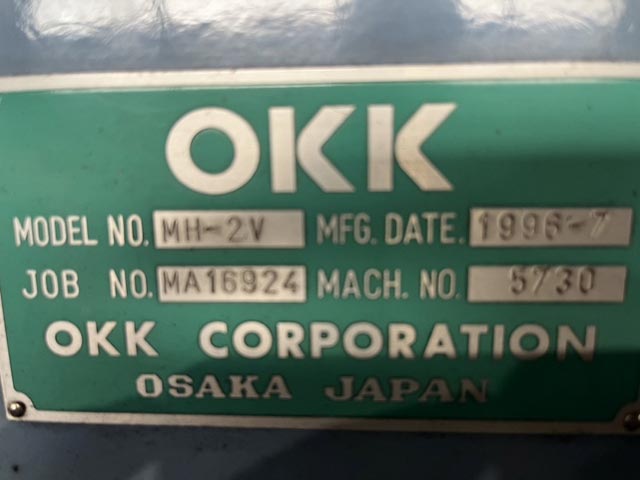 OKK
MODEL NO. MH-2V MFG. DATE. 1996-7
JOB NO. MA16924 MACH. NO. 5730
OKK CORPORATION
OSAKA JAPAN